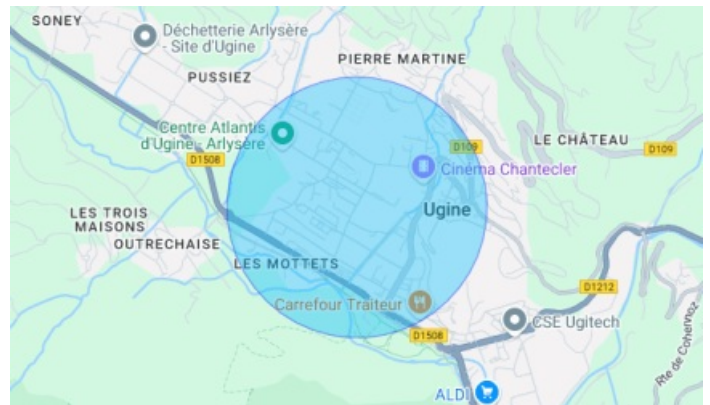 SONEY
Déchetterie Arlysère
- Site d'Ugine
PIERRE MARTINE
PUSSIEZ
Centre Atlantis
d'Ugine - Arlysère
D109
LE CHÂTEAU
D109
D1508
Cinéma Chantecler
LES TROIS
MAISONS
Ugine
OUTRECHAISE
LES MOTTETS
D1212
Carrefour Traiteur
CSE Ugitech
D1508
Rte de Cohennoz
ALDI